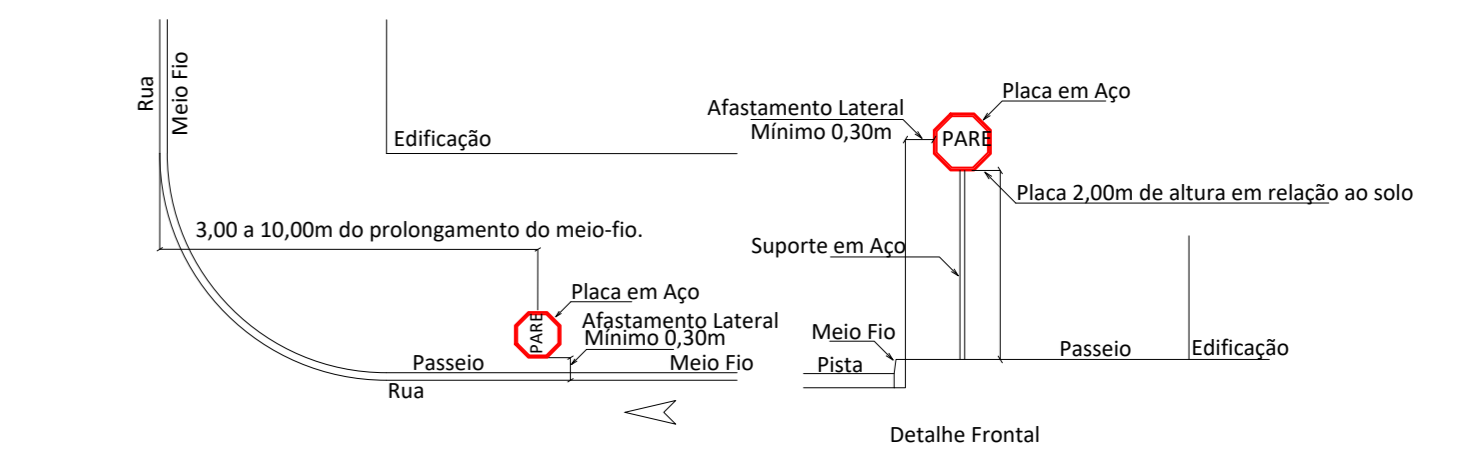 Rua
Meio Fio
Edificação
3,00 a 10,00m do prolongamento do meio-fio.
Placa em Aço
PARE
Afastamento Lateral
Mínimo 0,30m
Passeio
Meio Fio
Rua
Placa em Aço
Afastamento Lateral
Mínimo 0,30m
PARE
Placa 2,00m de altura em relação ao solo
Suporte em Aço
Meio Fio
Pista
Passeio
Edificação
Detalhe Frontal